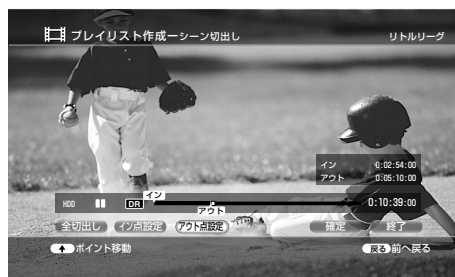 プレイリスト作成ーシーン切出し
リトルリーグ
イン 0:02:54:00
アウト 0:05:10:00
HDD DR イン アウト 0:10:39:00
全切出し イン点設定 アウト点設定 確定 終了
ポイント移動 戻る 前へ戻る